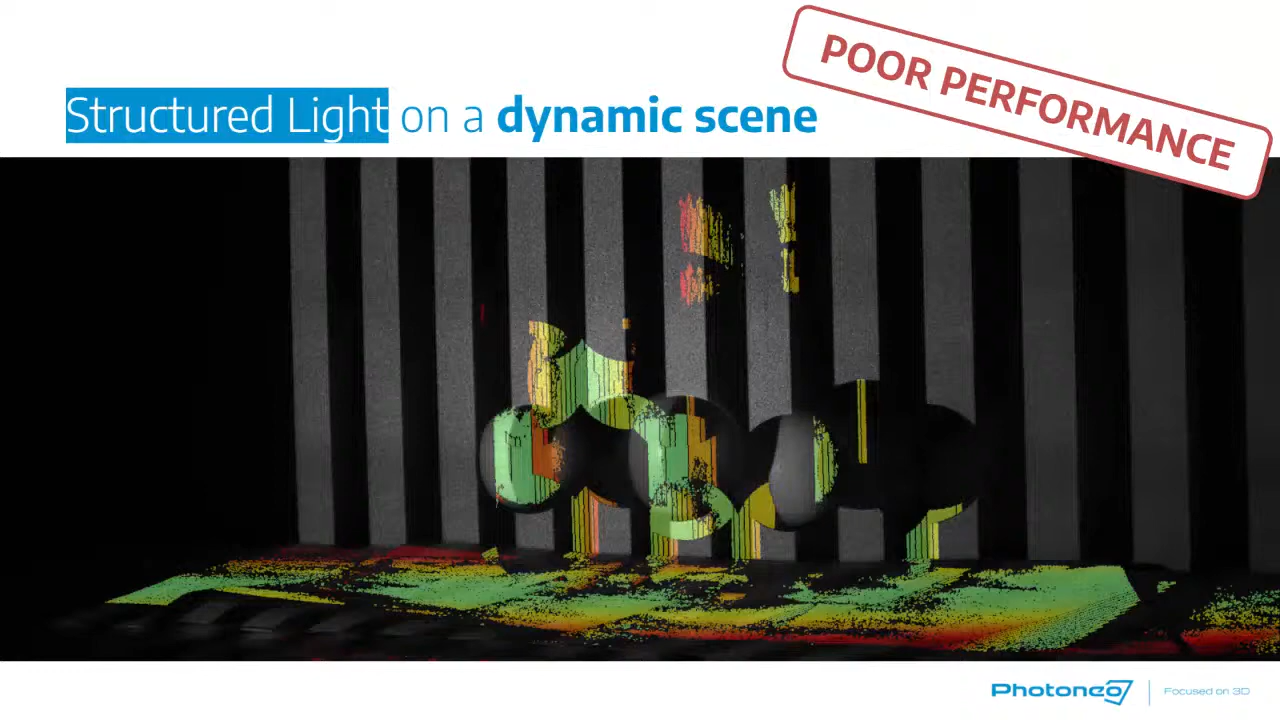 POOR PERFORMANCE
Structured Light on a dynamic scene
Photoneo
Focused on 3D